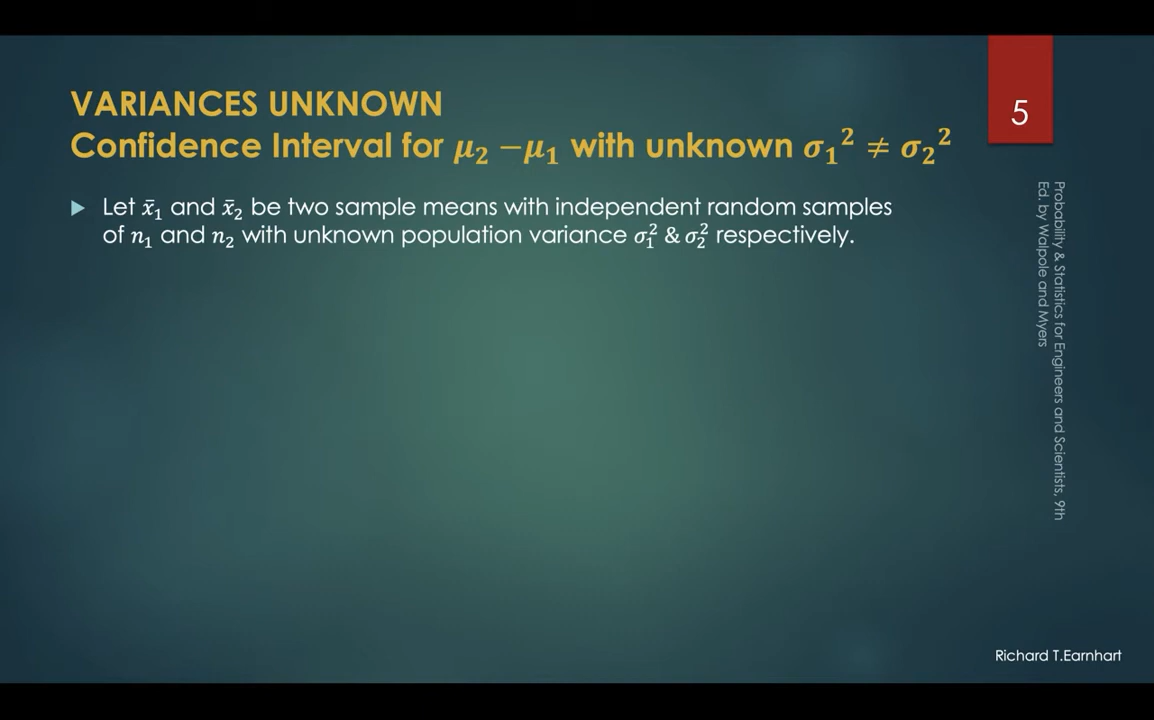 VARIANCES UNKNOWN
Confidence Interval for μ₂ −μ₁ with unknown σ₁² ≠ σ₂²
5
Let x̄₁ and x̄₂ be two sample means with independent random samples
of n₁ and n₂ with unknown population variance σ₁² & σ₂² respectively.
Probability & Statistics for Engineers and Scientists, 9th
Ed. by Walpole and Myers
Richard T.Earnhart